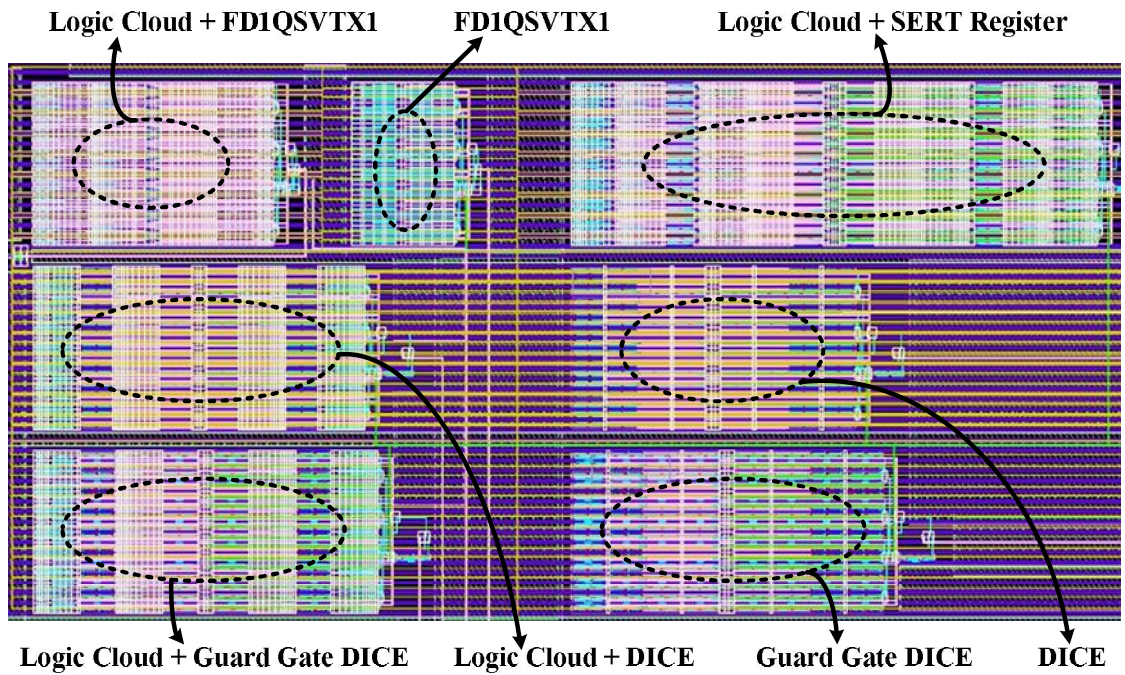 Logic Cloud + FD1QSVTX1
FD1QSVTX1
Logic Cloud + SERT Register
Logic Cloud + Guard Gate DICE
Logic Cloud + DICE
Guard Gate DICE
DICE